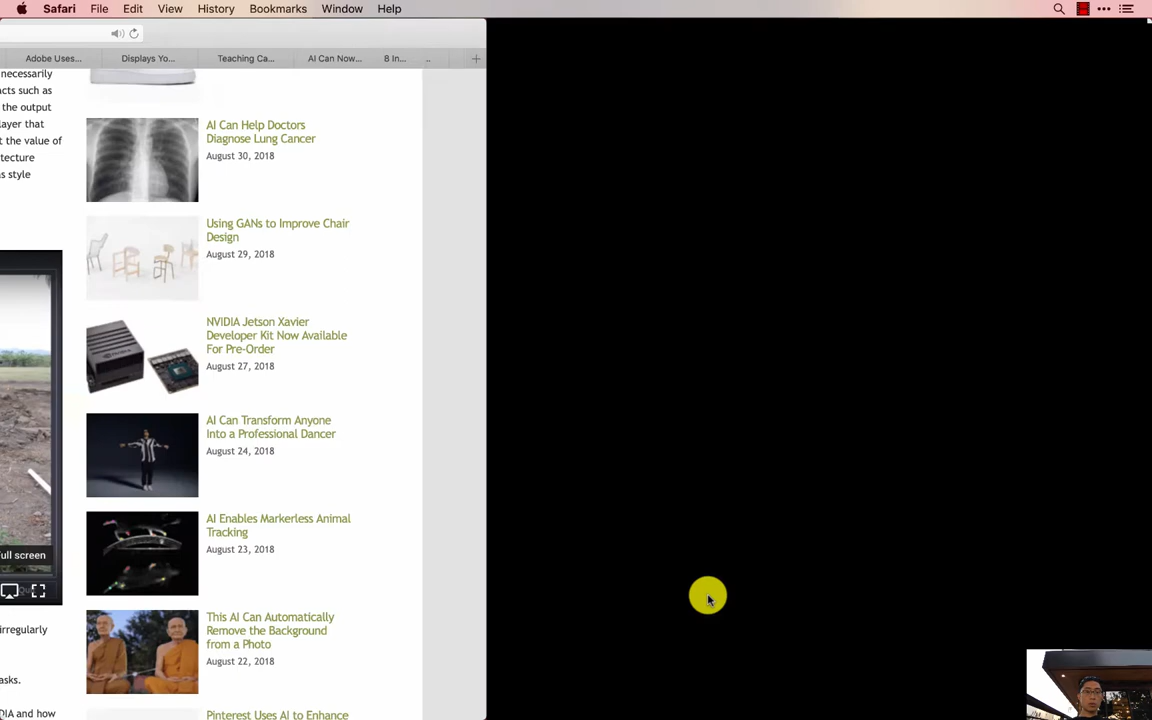 Safari File Edit View History Bookmarks Window Help
Adobe Uses... Displays Yo... Teaching Ca... AI Can Now... 8 In... ..
necessarily
acts such as
the output
layer that
t the value of
tecture
s style
AI Can Help Doctors
Diagnose Lung Cancer
August 30, 2018
Using GANs to Improve Chair
Design
August 29, 2018
NVIDIA Jetson Xavier
Developer Kit Now Available
For Pre-Order
August 27, 2018
AI Can Transform Anyone
Into a Professional Dancer
August 24, 2018
AI Enables Markerless Animal
Tracking
August 23, 2018
ull screen
This AI Can Automatically
Remove the Background
from a Photo
August 22, 2018
irregularly
asks.
IDIA and how
Pinterest Uses AI to Enhance